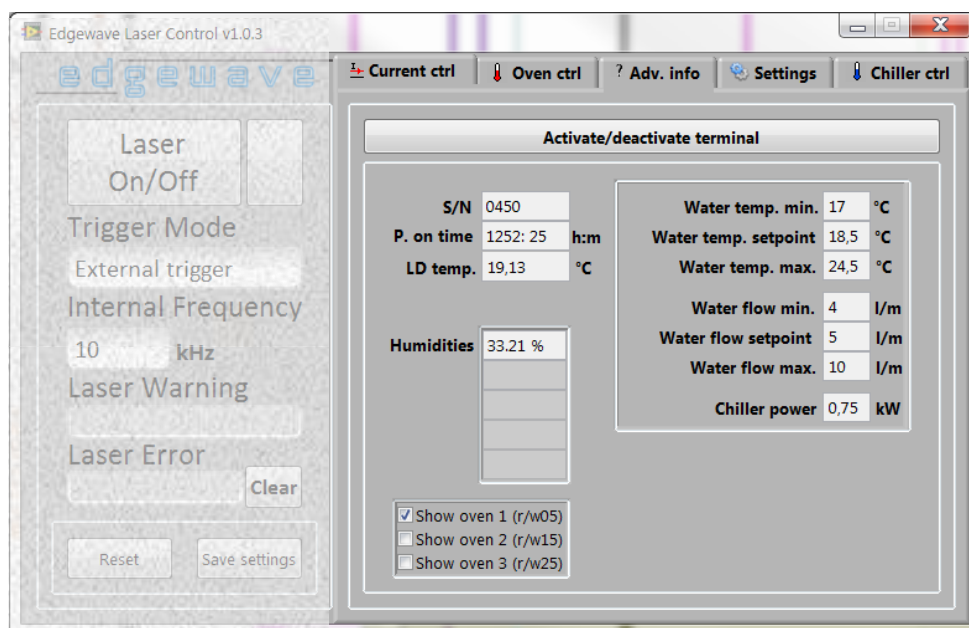 Edgewave Laser Control v1.0.3
edgewave
Current ctrl
Oven ctrl
? Adv. info
Settings
Chiller ctrl
Laser
On/Off
Trigger Mode
External trigger
Internal Frequency
10 kHz
Laser Warning
Laser Error
Clear
Reset
Save settings
Activate/deactivate terminal
S/N 0450
P. on time 1252: 25 h:m
LD temp. 19,13 °C
Humidities 33.21 %
Show oven 1 (r/w05)
Show oven 2 (r/w15)
Show oven 3 (r/w25)
Water temp. min. 17 °C
Water temp. setpoint 18,5 °C
Water temp. max. 24,5 °C
Water flow min. 4 l/m
Water flow setpoint 5 l/m
Water flow max. 10 l/m
Chiller power 0,75 kW